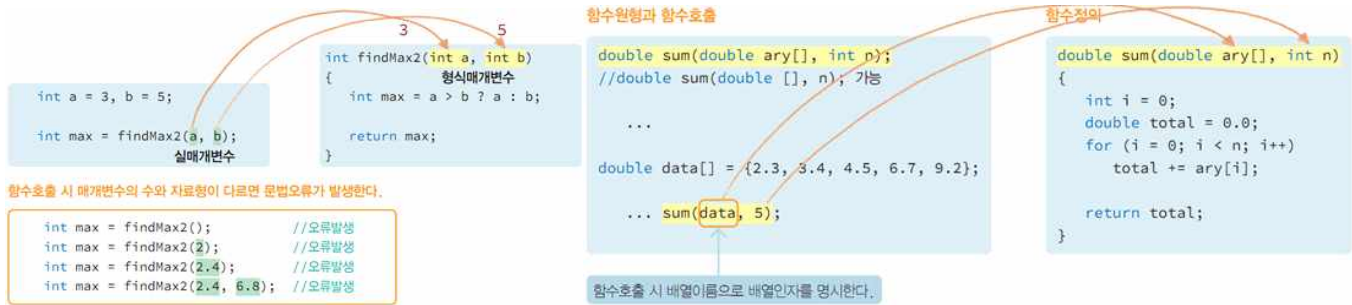 int a = 3, b = 5;
int max = findMax2(a, b);
실매개변수
3 5
int findMax2(int a, int b)
{ 형식매개변수
int max = a > b ? a : b;
return max;
}
함수호출 시 매개변수의 수와 자료형이 다르면 문법오류가 발생한다.
int max = findMax2(); //오류발생
int max = findMax2(2); //오류발생
int max = findMax2(2.4); //오류발생
int max = findMax2(2.4, 6.8); //오류발생
함수원형과 함수호출
double sum(double ary[], int n);
//double sum(double [], n); 가능
...
double data[] = {2.3, 3.4, 4.5, 6.7, 9.2};
... sum(data, 5);
함수호출 시 배열이름으로 배열인자를 명시한다.
함수정의
double sum(double ary[], int n)
{
int i = 0;
double total = 0.0;
for (i = 0; i < n; i++)
total += ary[i];
return total;
}